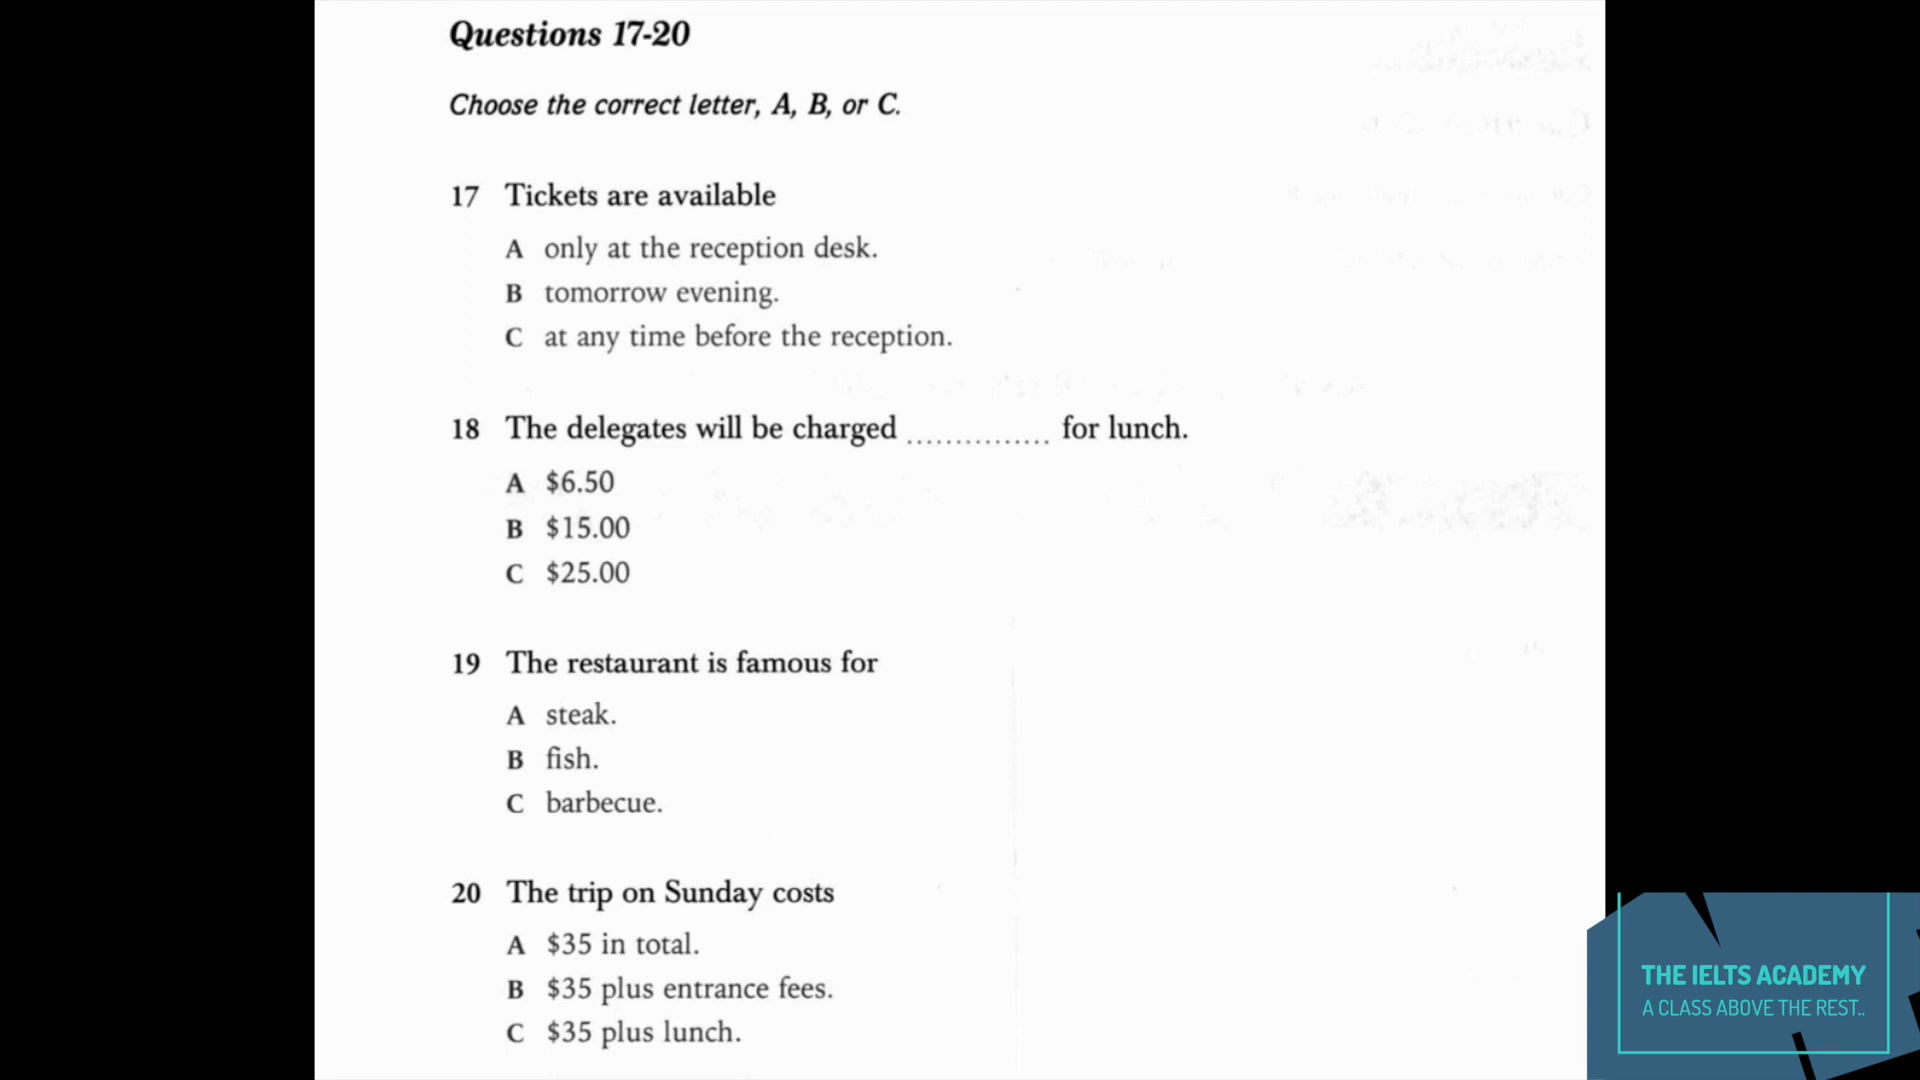 Questions 17-20
Choose the correct letter, A, B, or C.
17 Tickets are available
A only at the reception desk.
B tomorrow evening.
C at any time before the reception.
18 The delegates will be charged ............... for lunch.
A $6.50
B $15.00
C $25.00
19 The restaurant is famous for
A steak.
B fish.
C barbecue.
20 The trip on Sunday costs
A $35 in total.
B $35 plus entrance fees.
C $35 plus lunch.
THE IELTS ACADEMY
A CLASS ABOVE THE REST..